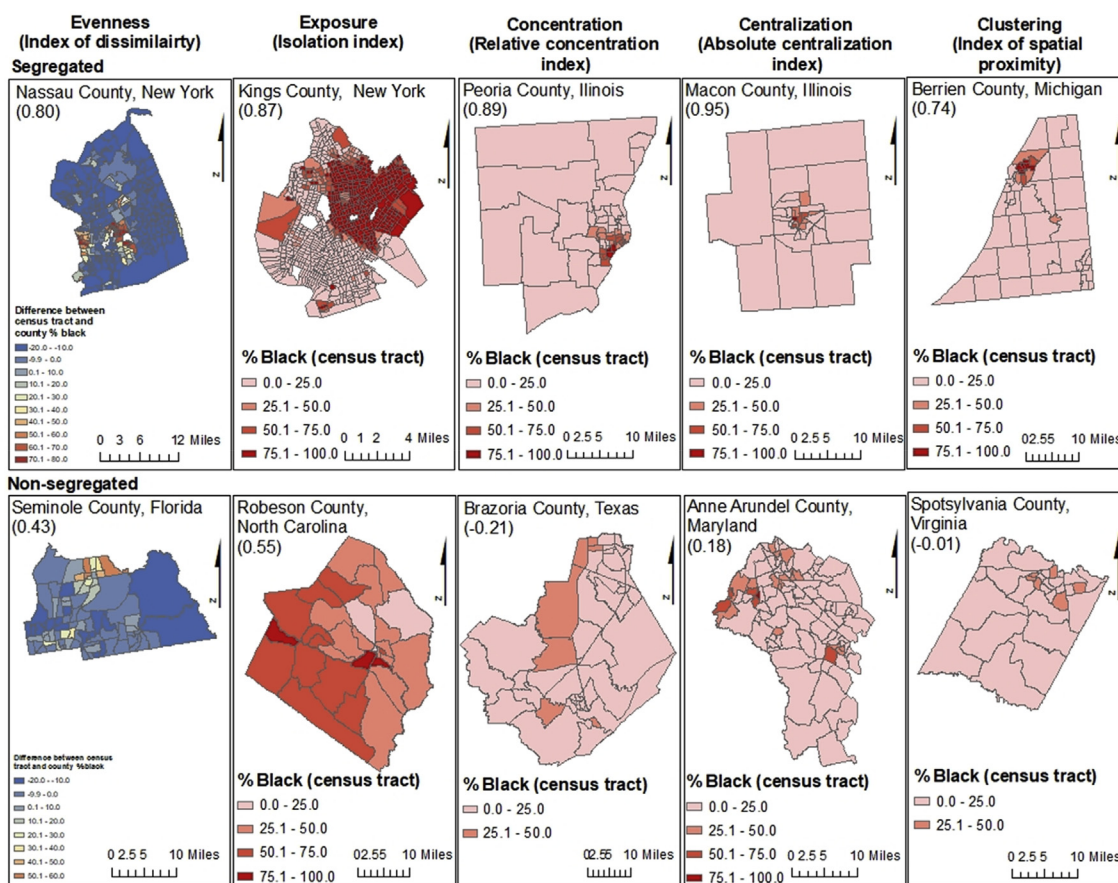 Evenness
(Index of dissimilairty)
Exposure
(Isolation index)
Concentration
(Relative concentration
index)
Centralization
(Absolute centralization
index)
Clustering
(Index of spatial
proximity)
Segregated
Nassau County, New York
(0.80)
N
Difference between
census tract and
county % black
-20.0 - -10.0
-9.9 - 0.0
0.1 - 10.0
10.1 - 20.0
20.1 - 30.0
30.1 - 40.0
40.1 - 50.0
50.1 - 60.0
60.1 - 70.0
70.1 - 80.0
0 3 6 12 Miles
Kings County, New York
(0.87)
N
% Black (census tract)
0.0 - 25.0
25.1 - 50.0
50.1 - 75.0
75.1 - 100.0
0 1 2 4 Miles
Peoria County, Ilinois
(0.89)
N
% Black (census tract)
0.0 - 25.0
25.1 - 50.0
50.1 - 75.0
75.1 - 100.0
0 2.5 5 10 Miles
Macon County, Illinois
(0.95)
N
% Black (census tract)
0.0 - 25.0
25.1 - 50.0
50.1 - 75.0
75.1 - 100.0
0 2.5 5 10 Miles
Berrien County, Michigan
(0.74)
N
% Black (census tract)
0.0 - 25.0
25.1 - 50.0
50.1 - 75.0
75.1 - 100.0
02.55 10 Miles
Non-segregated
Seminole County, Florida
(0.43)
N
Difference between census
tract and county %black
-20.0 - -10.0
-9.9 - 0.0
0.1 - 10.0
10.1 - 20.0
20.1 - 30.0
30.1 - 40.0
40.1 - 50.0
50.1 - 60.0
0 2.5 5 10 Miles
Robeson County,
North Carolina
(0.55)
N
% Black (census tract)
0.0 - 25.0
25.1 - 50.0
50.1 - 75.0
75.1 - 100.0
02.55 10 Miles
Brazoria County, Texas
(-0.21)
N
% Black (census tract)
0.0 - 25.0
25.1 - 50.0
02.55 10 Miles
Anne Arundel County,
Maryland
(0.18)
N
% Black (census tract)
0.0 - 25.0
25.1 - 50.0
50.1 - 75.0
75.1 - 100.0
0 2.5 5 10 Miles
Spotsylvania County,
Virginia
(-0.01)
N
% Black (census tract)
0.0 - 25.0
25.1 - 50.0
0 2.5 5 10 Miles